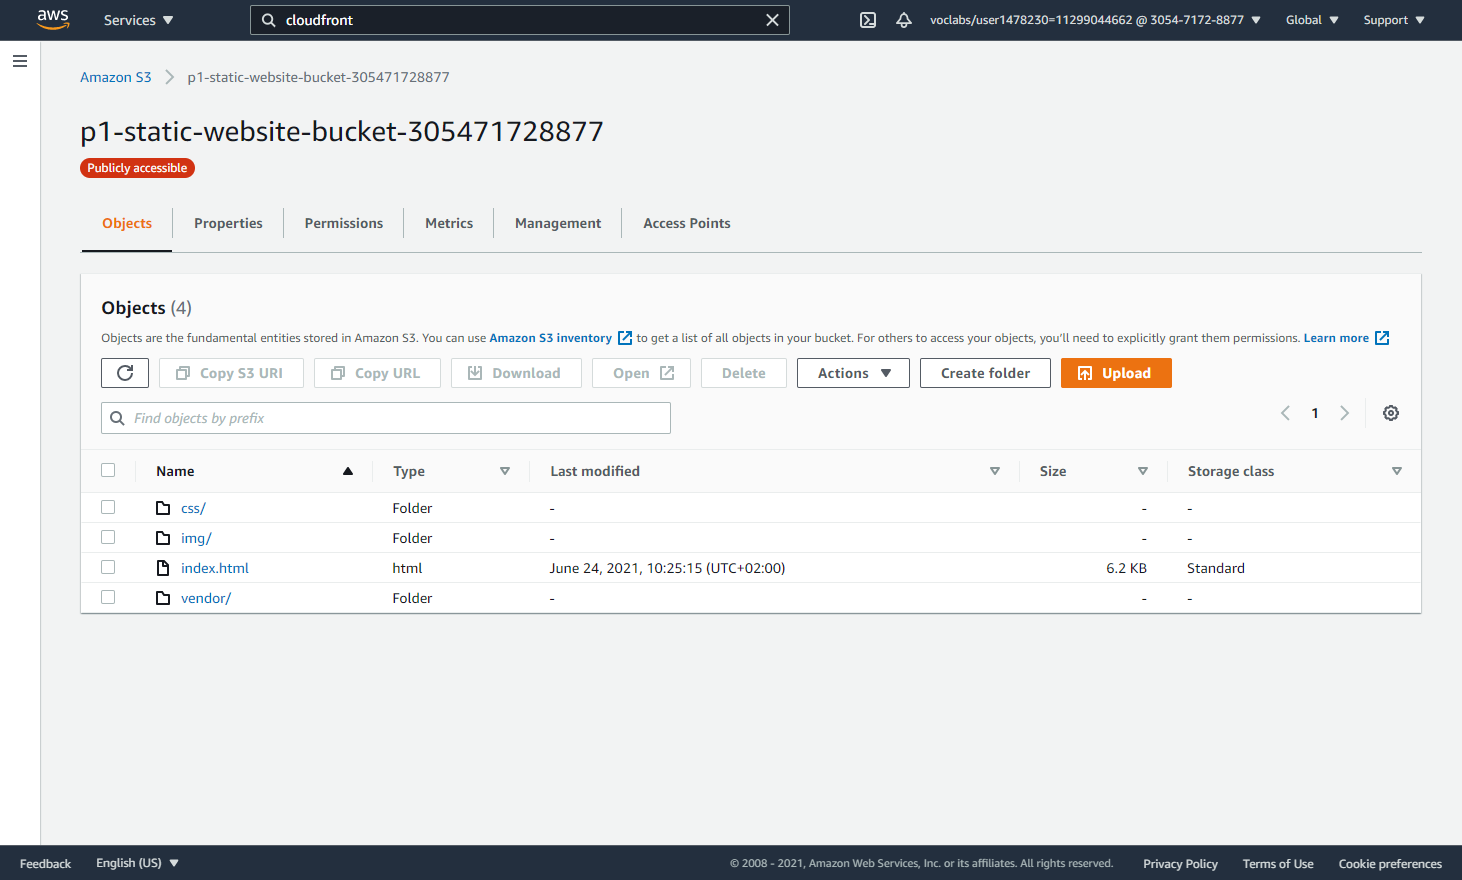 aws Services cloudfront voclabs/user1478230=11299044662 @ 3054-7172-8877 Global Support
Amazon S3 p1-static-website-bucket-305471728877
p1-static-website-bucket-305471728877
Publicly accessible
Objects Properties Permissions Metrics Management Access Points
Objects (4)
Objects are the fundamental entities stored in Amazon S3. You can use Amazon S3 inventory to get a list of all objects in your bucket. For others to access your objects, you'll need to explicitly grant them permissions. Learn more
Copy S3 URI Copy URL Download Open Delete Actions Create folder Upload
Find objects by prefix 1
Name Type Last modified Size Storage class
css/ Folder - - -
img/ Folder - - -
index.html html June 24, 2021, 10:25:15 (UTC+02:00) 6.2 KB Standard
vendor/ Folder - - -
Feedback English (US) © 2008 - 2021, Amazon Web Services, Inc. or its affiliates. All rights reserved. Privacy Policy Terms of Use Cookie preferences